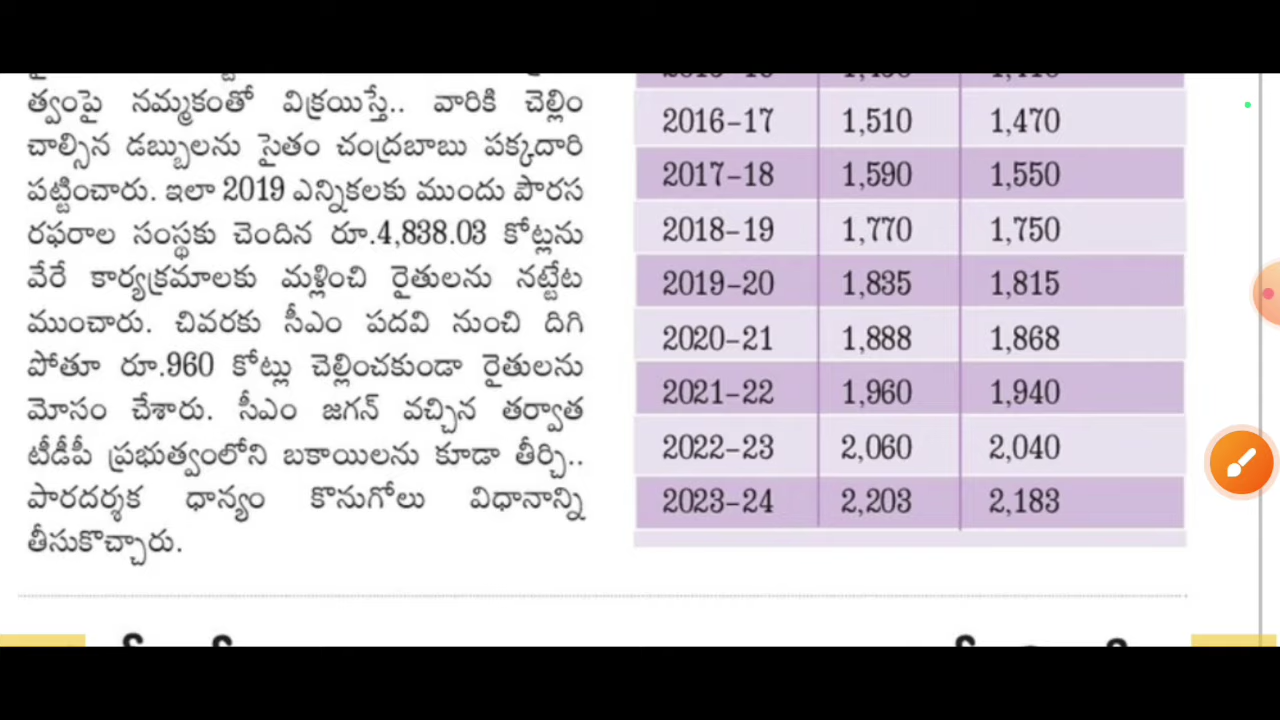 త్వంపై నమ్మకంతో విక్రయిస్తే.. వారికి చెల్లిం
చాల్సిన డబ్బులను సైతం చంద్రబాబు పక్కదారి
పట్టించారు. ఇలా 2019 ఎన్నికలకు ముందు పౌరస
రఫరాల సంస్థకు చెందిన రూ.4,838.03 కోట్లను
వేరే కార్యక్రమాలకు మళ్లించి రైతులను నట్టేట
ముంచారు. చివరకు సీఎం పదవి నుంచి దిగి
పోతూ రూ.960 కోట్లు చెల్లించకుండా రైతులను
మోసం చేశారు. సీఎం జగన్ వచ్చిన తర్వాత
టీడీపీ ప్రభుత్వంలోని బకాయిలను కూడా తీర్చి..
పారదర్శక ధాన్యం కొనుగోలు విధానాన్ని
తీసుకొచ్చారు.
2016-17 1,510 1,470
2017-18 1,590 1,550
2018-19 1,770 1,750
2019-20 1,835 1,815
2020-21 1,888 1,868
2021-22 1,960 1,940
2022-23 2,060 2,040
2023-24 2,203 2,183